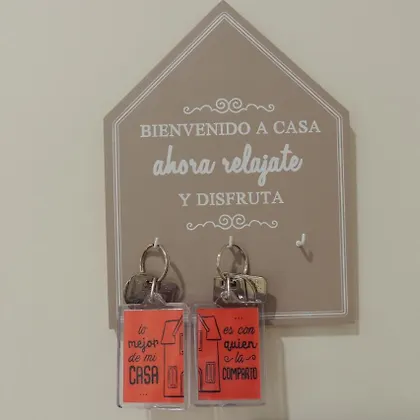 BIENVENIDO A CASA
ahora relajate
Y DISFRUTA
lo
mejor
de mi
CASA
es con
quien
la
COMPARTO